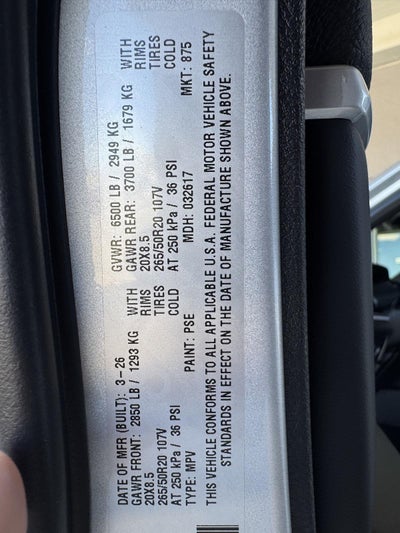 DATE OF MFR (BUILT): 3-26 GVWR: 6500 LB / 2949 KG
GAWR FRONT: 2850 LB / 1293 KG WITH GAWR REAR: 3700 LB / 1679 KG WITH
20X8.5 RIMS 20X8.5 RIMS
265/50R20 107V TIRES 265/50R20 107V TIRES
AT 250 kPa / 36 PSI COLD AT 250 kPa / 36 PSI COLD
TYPE: MPV PAINT: PSE MDH: 032617 MKT: 875
THIS VEHICLE CONFORMS TO ALL APPLICABLE U.S.A. FEDERAL MOTOR VEHICLE SAFETY
STANDARDS IN EFFECT ON THE DATE OF MANUFACTURE SHOWN ABOVE.